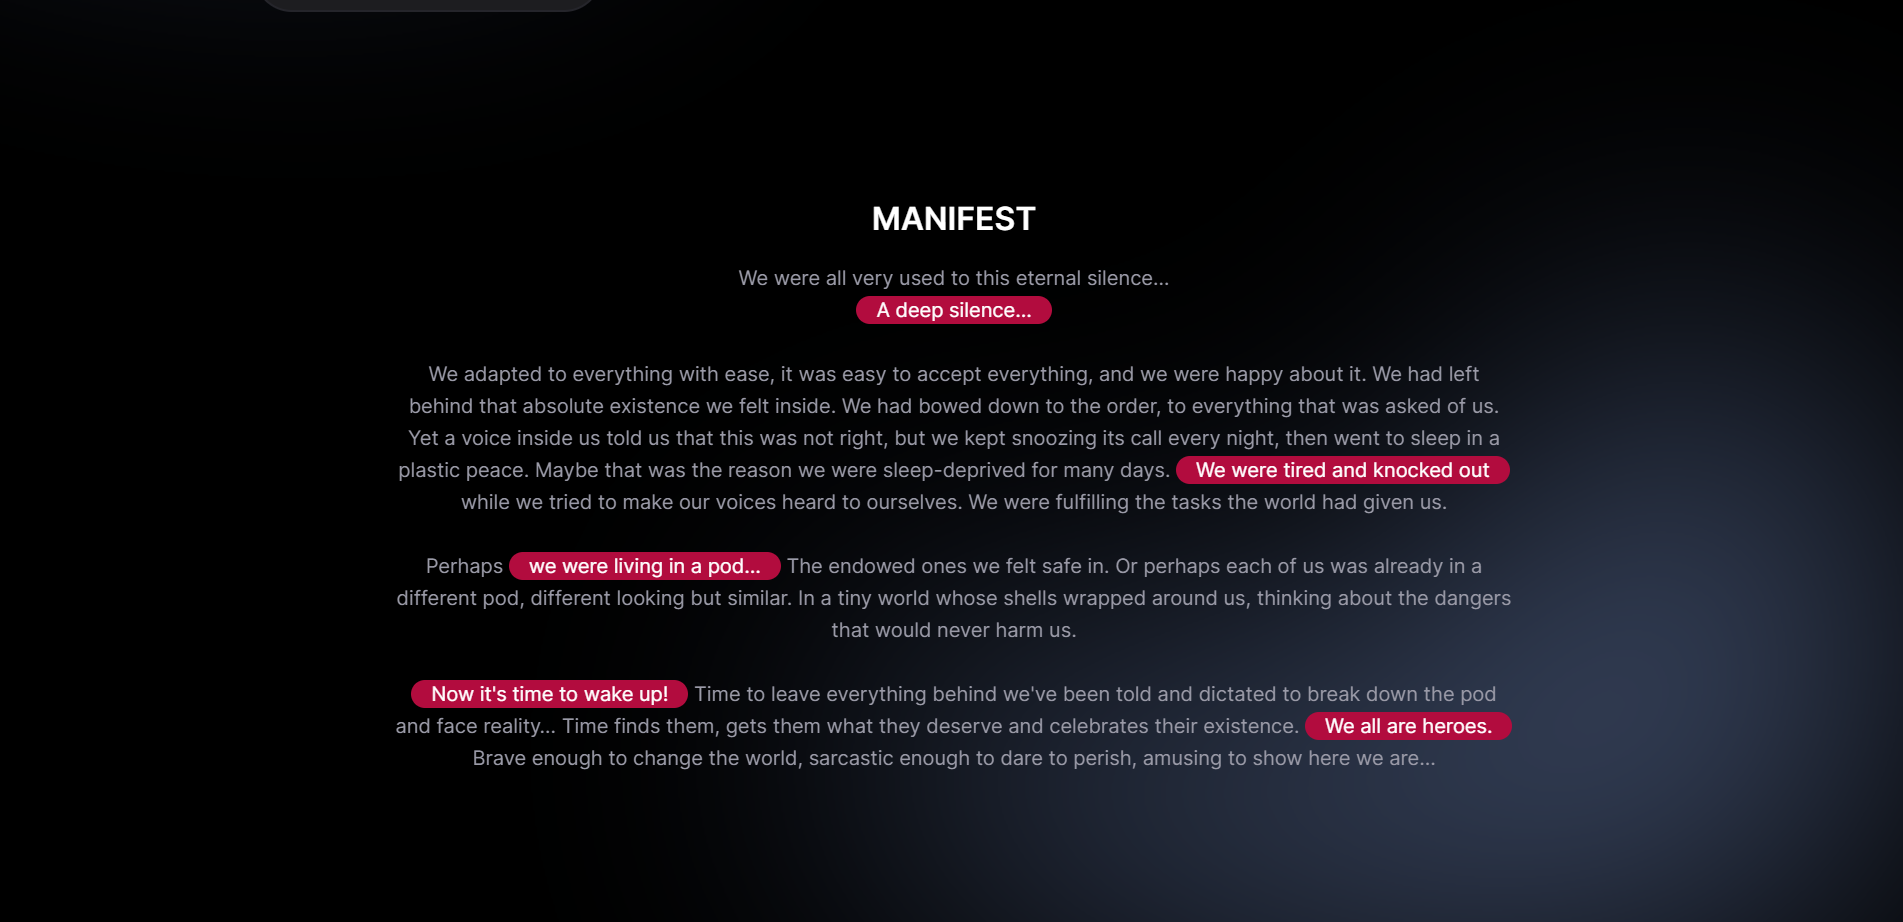 MANIFEST
We were all very used to this eternal silence...
A deep silence...
We adapted to everything with ease, it was easy to accept everything, and we were happy about it. We had left
behind that absolute existence we felt inside. We had bowed down to the order, to everything that was asked of us.
Yet a voice inside us told us that this was not right, but we kept snoozing its call every night, then went to sleep in a
plastic peace. Maybe that was the reason we were sleep-deprived for many days. We were tired and knocked out
while we tried to make our voices heard to ourselves. We were fulfilling the tasks the world had given us.
Perhaps we were living in a pod... The endowed ones we felt safe in. Or perhaps each of us was already in a
different pod, different looking but similar. In a tiny world whose shells wrapped around us, thinking about the dangers
that would never harm us.
Now it's time to wake up! Time to leave everything behind we've been told and dictated to break down the pod
and face reality... Time finds them, gets them what they deserve and celebrates their existence. We all are heroes.
Brave enough to change the world, sarcastic enough to dare to perish, amusing to show here we are...